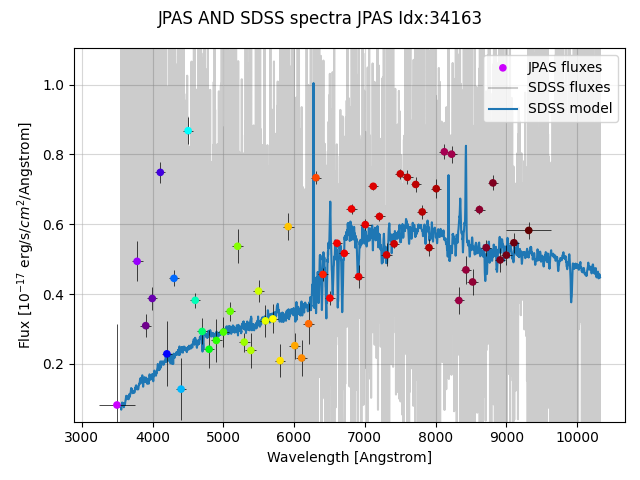 JPAS AND SDSS spectra JPAS Idx:34163
JPAS fluxes
SDSS fluxes
SDSS model
Flux [10⁻¹⁷ erg/s/cm²/Angstrom]
1.0
0.8
0.6
0.4
0.2
3000 4000 5000 6000 7000 8000 9000 10000
Wavelength [Angstrom]